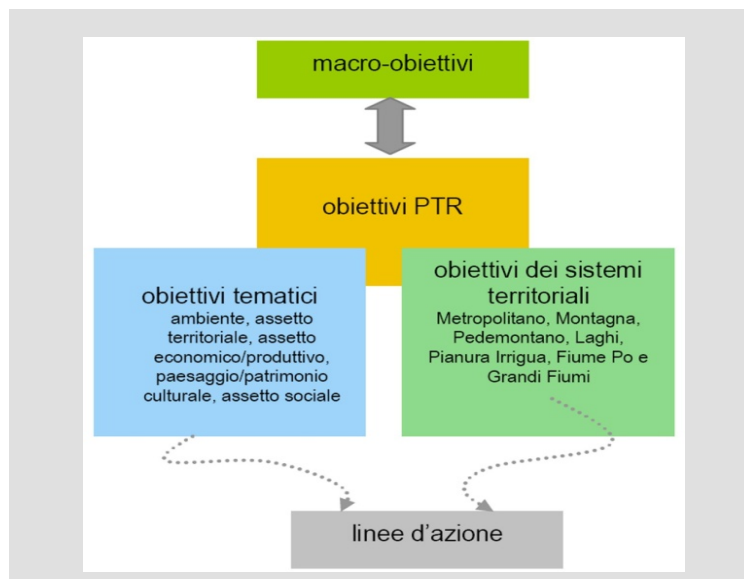 macro-obiettivi
obiettivi PTR
obiettivi tematici
ambiente, assetto
territoriale, assetto
economico/produttivo,
paesaggio/patrimonio
culturale, assetto sociale
obiettivi dei sistemi
territoriali
Metropolitano, Montagna,
Pedemontano, Laghi,
Pianura Irrigua, Fiume Po e
Grandi Fiumi
linee d'azione